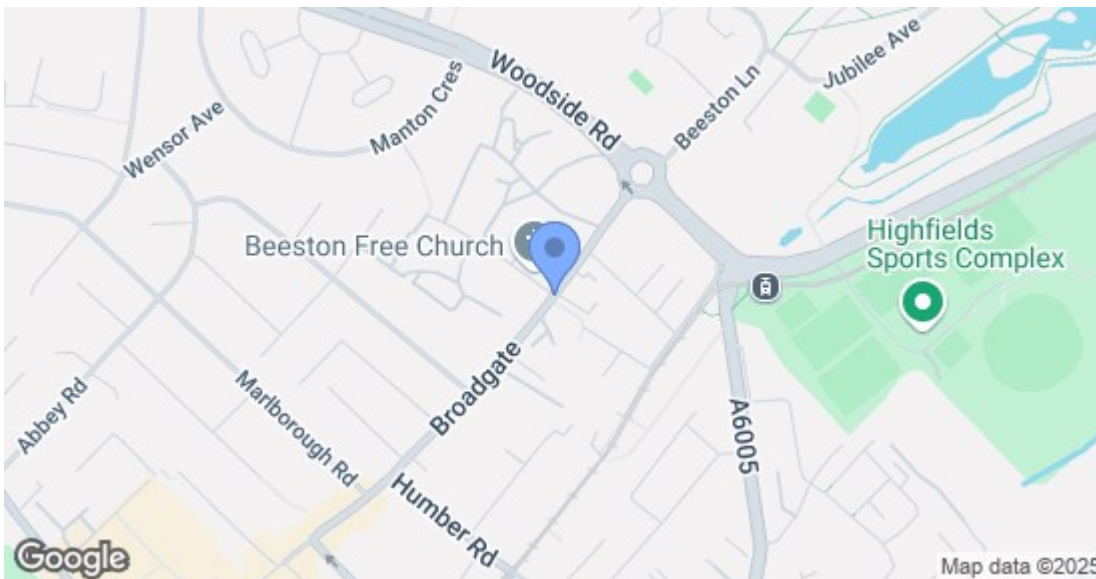 Woodside Rd
Jubilee Ave
Beeston Ln
Manton Cres
Wensor Ave
Beeston Free Church
Highfields
Sports Complex
Broadgate
Abbey Rd
Marlborough Rd
A6005
Humber Rd
Google
Map data ©2025